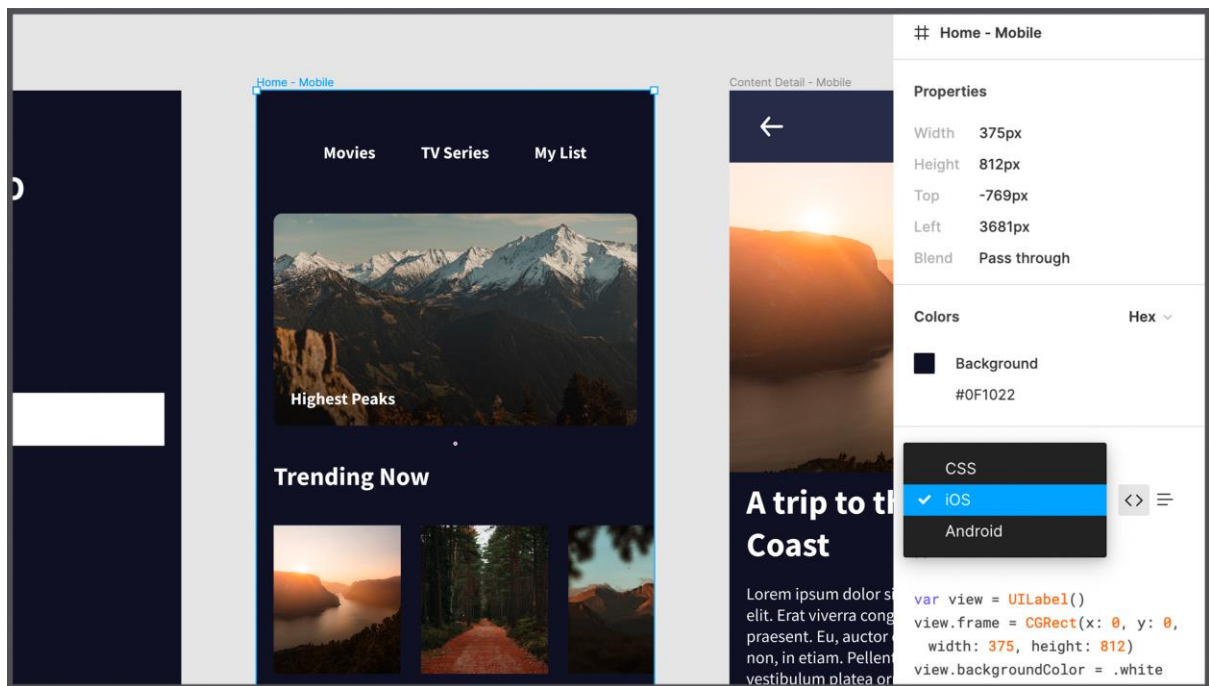 Home - Mobile
Movies TV Series My List
Highest Peaks
Trending Now
Content Detail - Mobile
A trip to th
Coast
Lorem ipsum dolor si
elit. Erat viverra cong
praesent. Eu, auctor
non, in etiam. Pellent
vestibulum platea or
Home - Mobile
Properties
Width 375px
Height 812px
Top -769px
Left 3681px
Blend Pass through
Colors Hex
Background
#0F1022
CSS
iOS
Android
var view = UILabel()
view.frame = CGRect(x: 0, y: 0,
width: 375, height: 812)
view.backgroundColor = .white